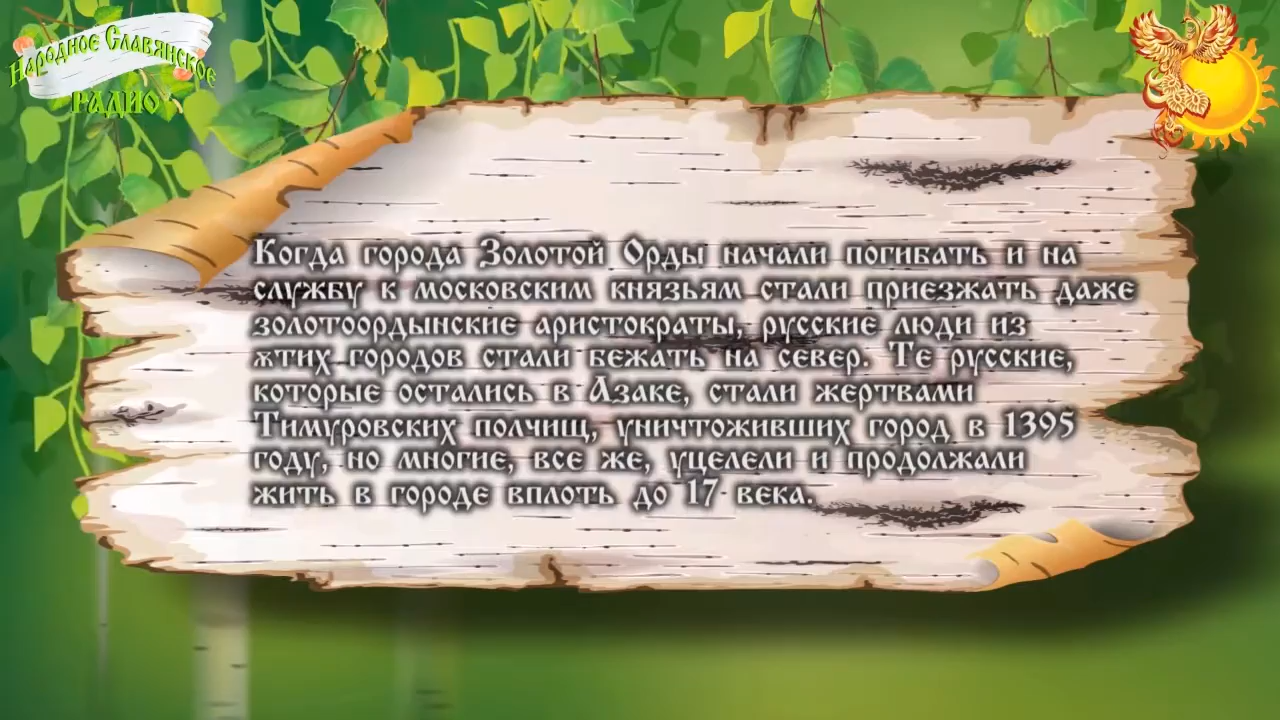 Народное Славянское
РАДИО
Когда города Золотой Орды начали погибать и на
службу к московским князьям стали приезжать даже
золотоордынские аристократы, русские люди из
этих городов стали бежать на север. Те русские,
которые остались в Азаке, стали жертвами
Тимуровских полчищ, уничтоживших город в 1395
году, но многие, все же, уцелели и продолжали
жить в городе вплоть до 17 века.